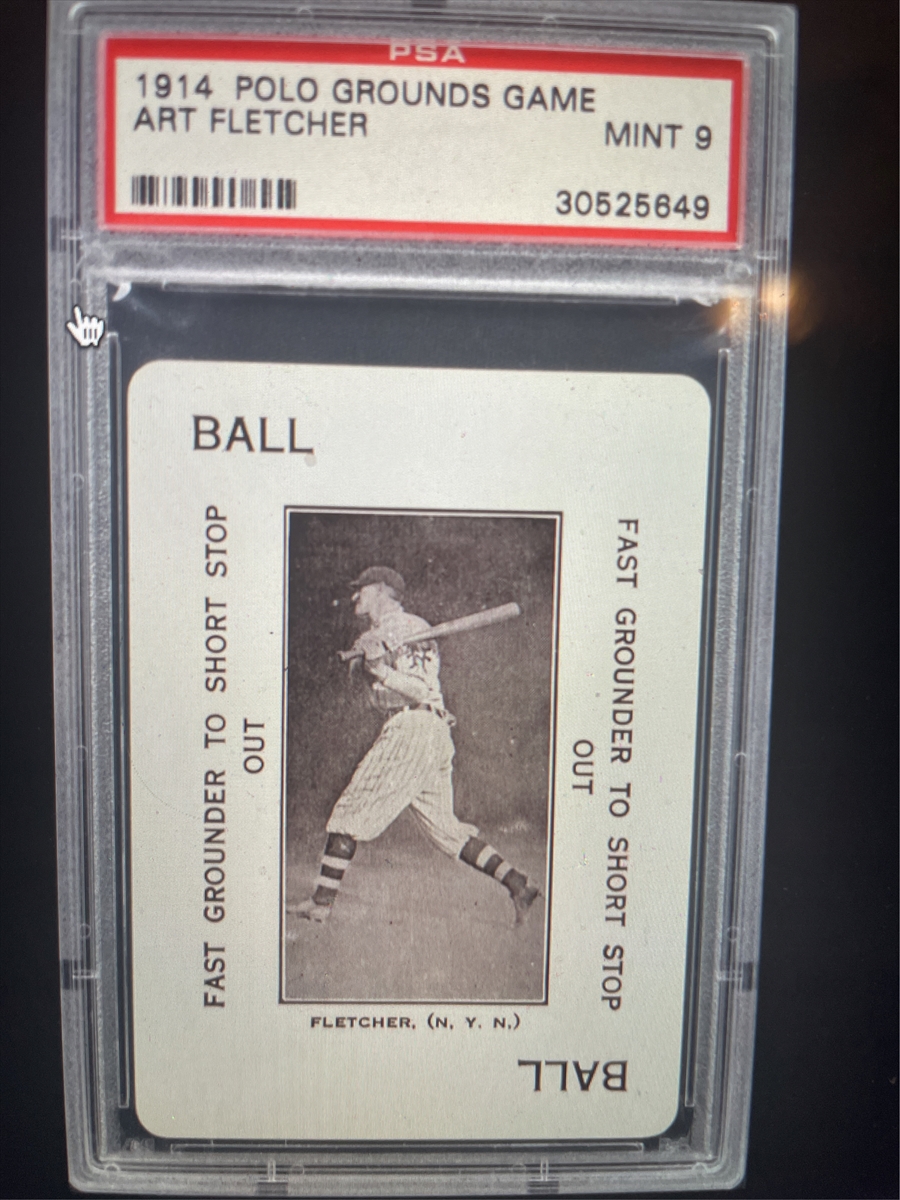 PSA
1914 POLO GROUNDS GAME
ART FLETCHER
MINT 9
30525649
BALL
FAST GROUNDER TO SHORT STOP
OUT
FAST GROUNDER TO SHORT STOP
OUT
FLETCHER, (N. Y. N.)
BALL